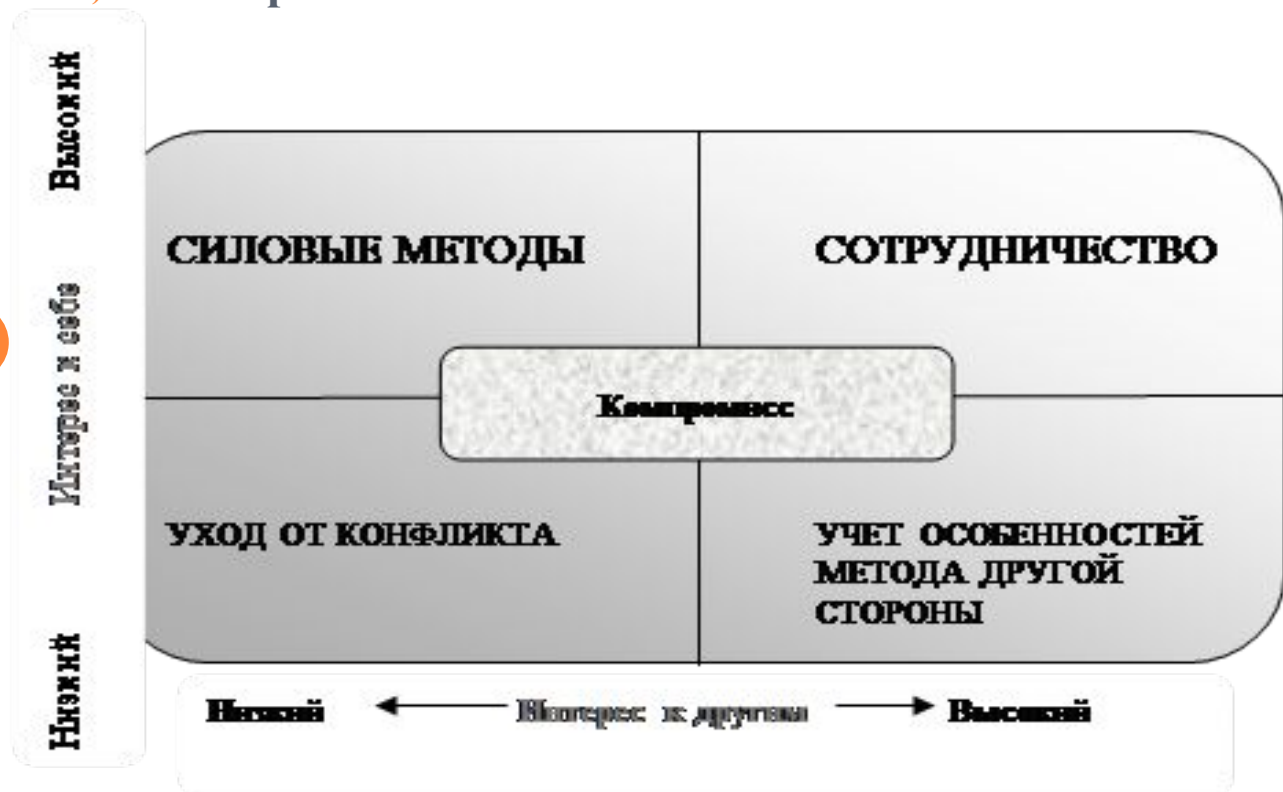 Высокий
СИЛОВЫЕ МЕТОДЫ
СОТРУДНИЧЕСТВО
Интерес к себе
Компромисс
УХОД ОТ КОНФЛИКТА
УЧЕТ ОСОБЕННОСТЕЙ
МЕТОДА ДРУГОЙ
СТОРОНЫ
Низкий
Низкий
Интерес к другим
Высокий